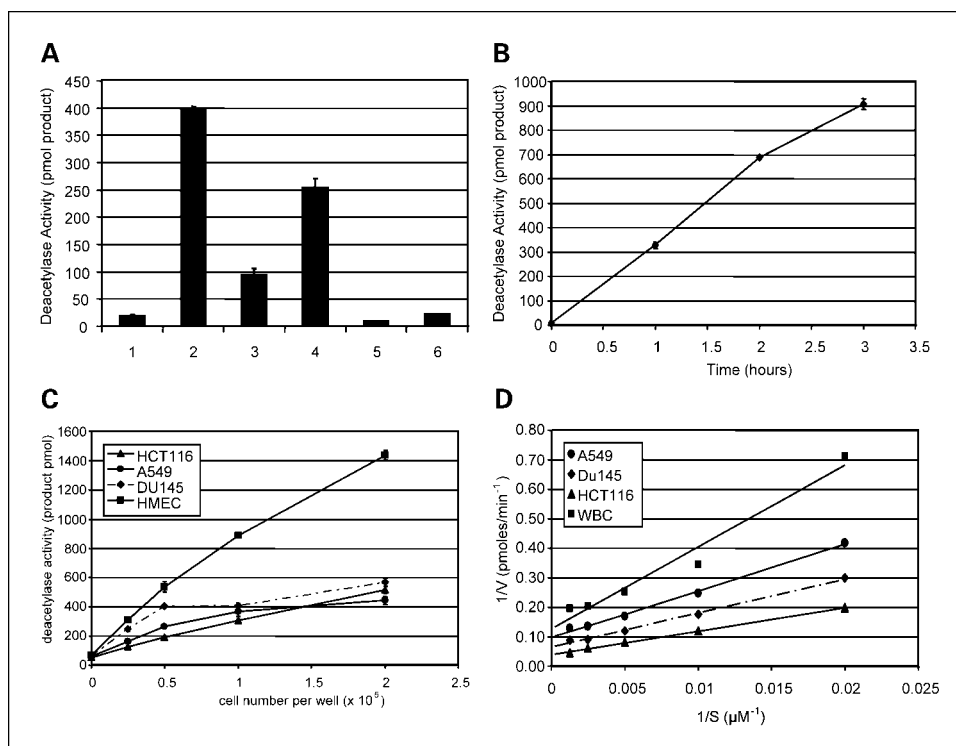 A
Deacetylase Activity (pmol product)
450
400
350
300
250
200
150
100
50
0
1 2 3 4 5 6
B
Deacetylase Activity (pmol product)
1000
900
800
700
600
500
400
300
200
100
0
0 0.5 1 1.5 2 2.5 3 3.5
Time (hours)
C
deacetylase activity (product pmol)
1600
1400
1200
1000
800
600
400
200
0
HCT116
A549
DU145
HMEC
0 0.5 1 1.5 2 2.5
cell number per well (x 10⁵)
D
1/V (pmoles/min⁻¹)
1/80
0.70
0.60
0.50
0.40
0.30
0.20
0.10
0.00
A549
Du145
HCT116
WBC
0 0.005 0.01 0.015 0.02 0.025
1/S (µM⁻¹)